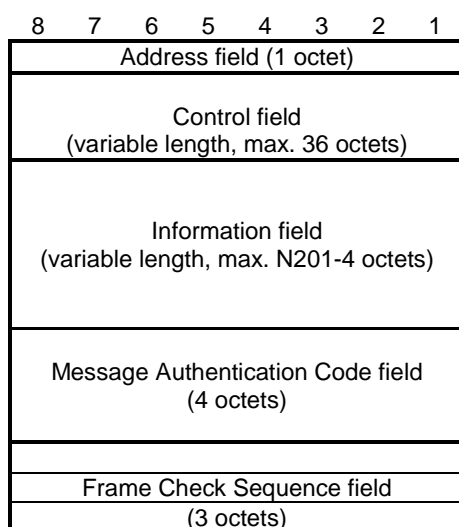 8 7 6 5 4 3 2 1
Address field (1 octet)
Control field
(variable length, max. 36 octets)
Information field
(variable length, max. N201-4 octets)
Message Authentication Code field
(4 octets)
Frame Check Sequence field
(3 octets)